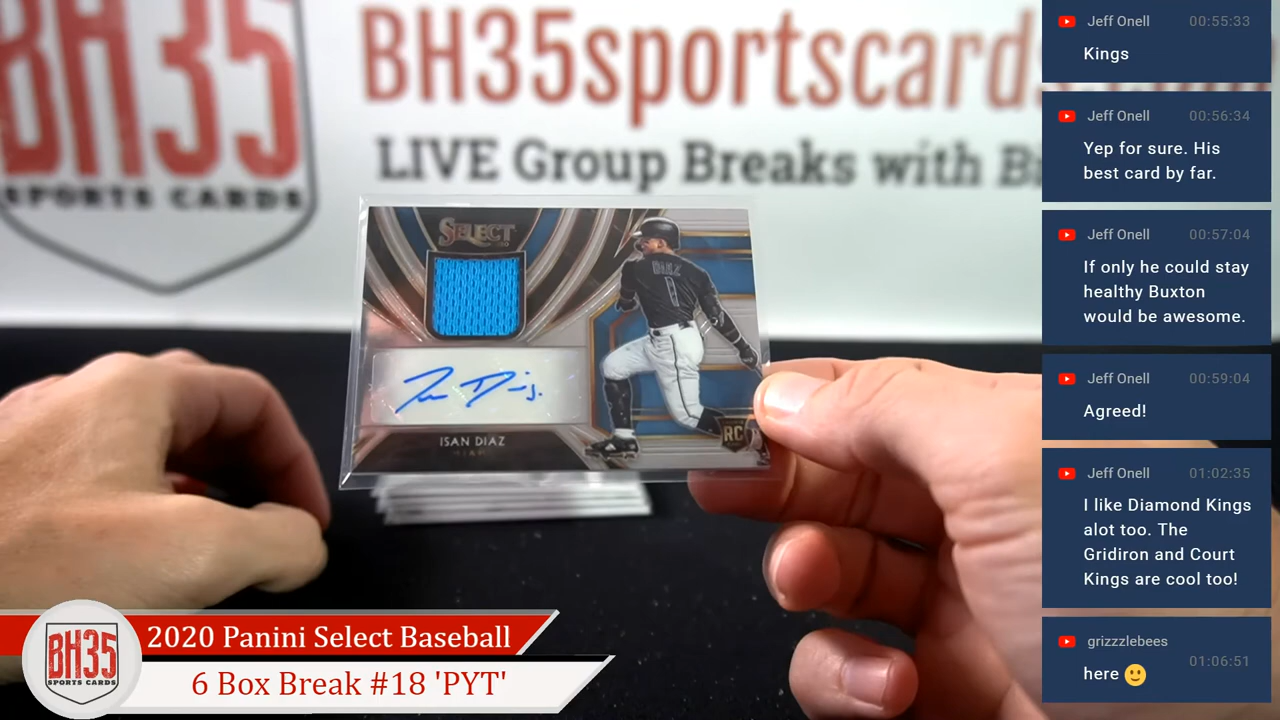 BH35
SPORTS CARDS
BH35sportscards
LIVE Group Breaks with
SELECT
DIAZ
1
ISAN DIAZ
MIAMI
RC
2020 Panini Select Baseball
6 Box Break #18 'PYT'
BH35
SPORTS CARDS
Jeff Onell 00:55:33
Kings
Jeff Onell 00:56:34
Yep for sure. His
best card by far.
Jeff Onell 00:57:04
If only he could stay
healthy Buxton
would be awesome.
Jeff Onell 00:59:04
Agreed!
Jeff Onell 01:02:35
I like Diamond Kings
alot too. The
Gridiron and Court
Kings are cool too!
grizzzlebees 01:06:51
here 🙂